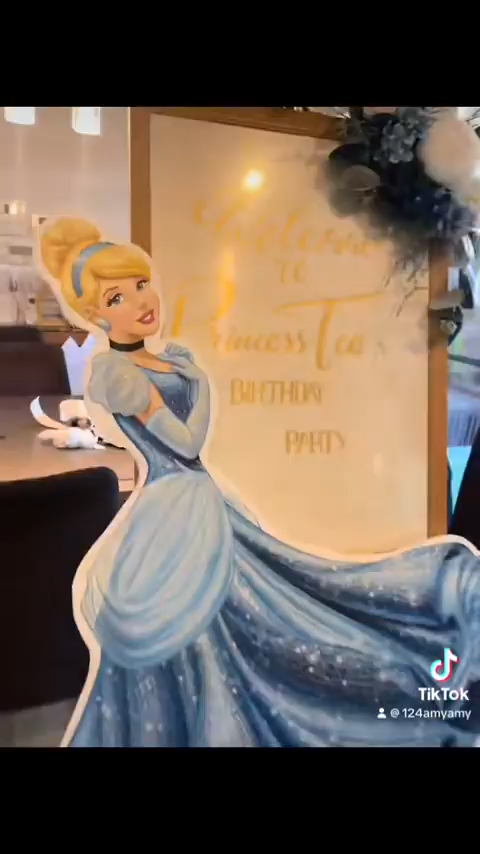 Welcome
to
Princess Tea's
BIRTHDAY
PARTY
TikTok
@124amyamy